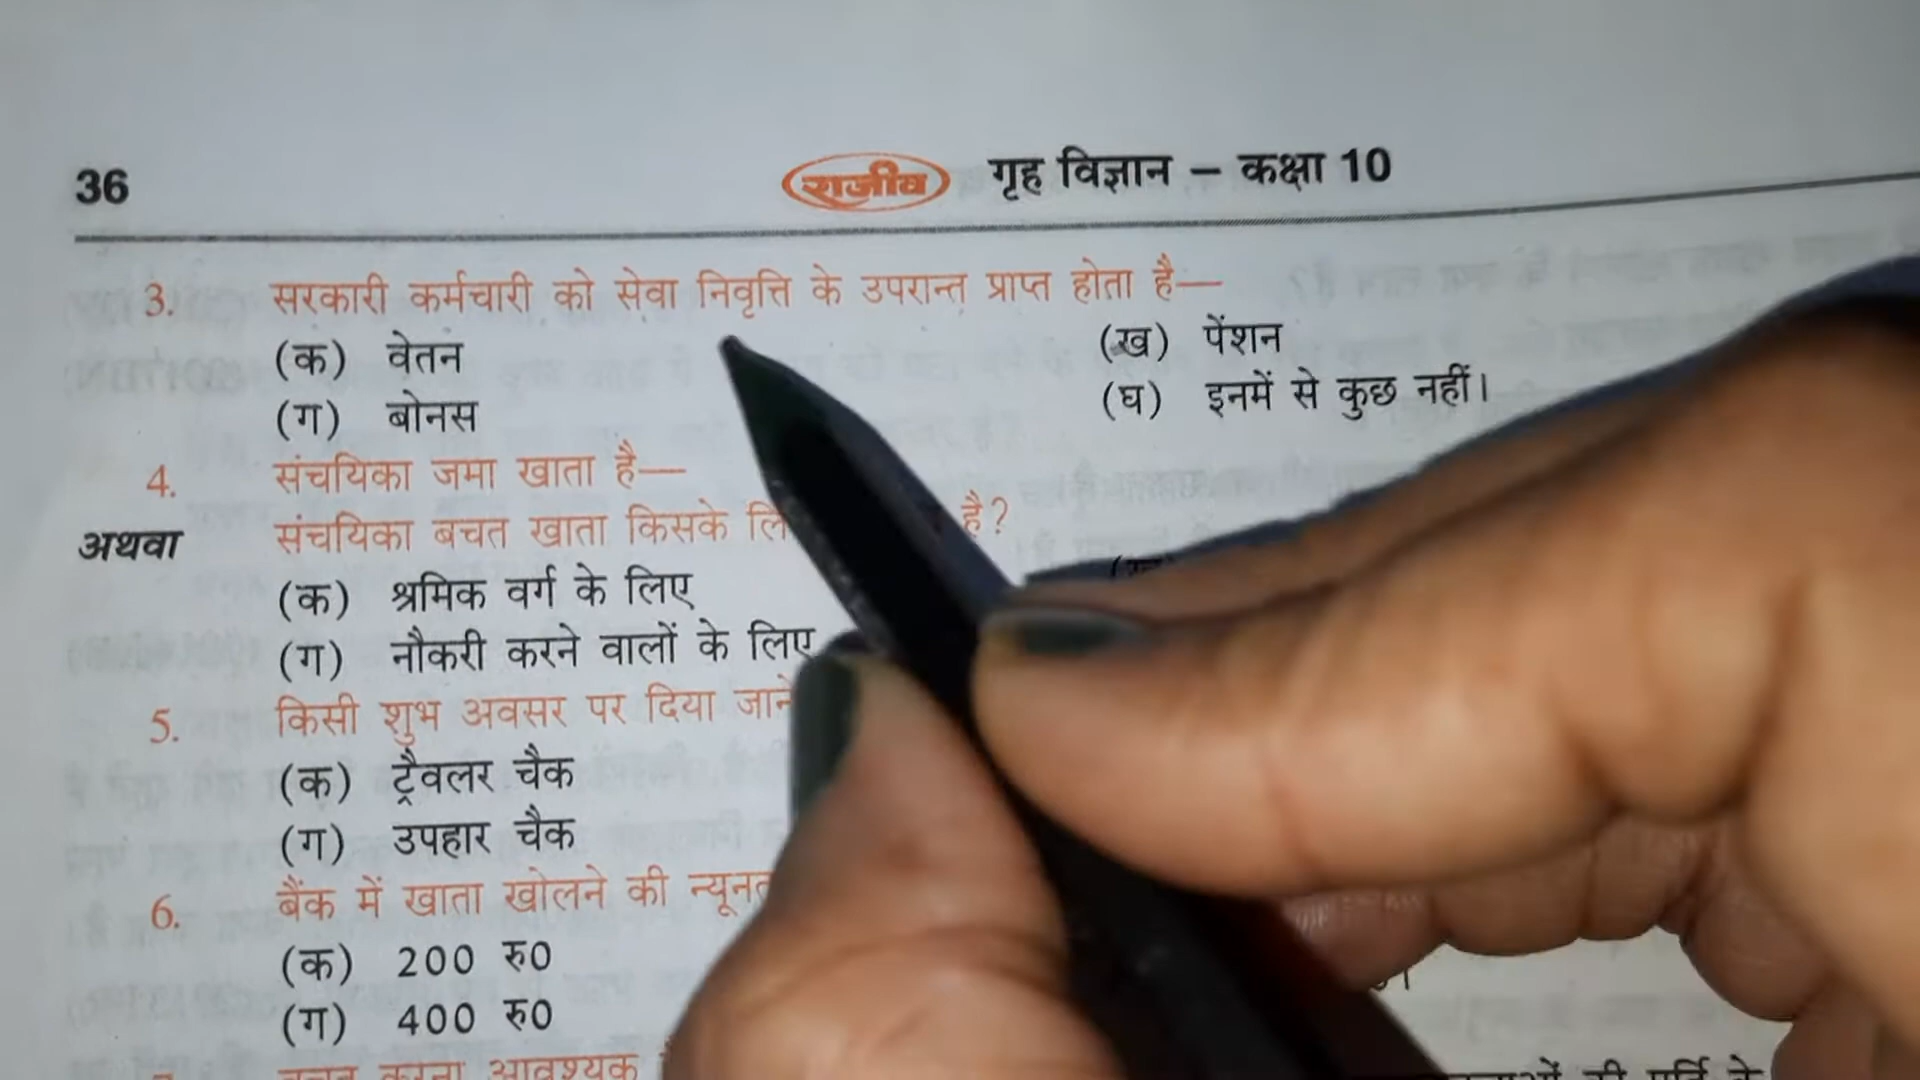 36
राजीव गृह विज्ञान – कक्षा 10
3. सरकारी कर्मचारी को सेवा निवृत्ति के उपरान्त प्राप्त होता है—
(क) वेतन (ख) पेंशन
(ग) बोनस (घ) इनमें से कुछ नहीं।
4. संचयिका जमा खाता है—
अथवा संचयिका बचत खाता किसके है?
(क) श्रमिक वर्ग के लिए
(ग) नौकरी करने वालों के लिए
5. किसी शुभ अवसर पर दिया
(क) ट्रैवलर चैक
(ग) उपहार चैक
6. बैंक में खाता खोलने की
(क) 200 रु0
(ग) 400 रु0